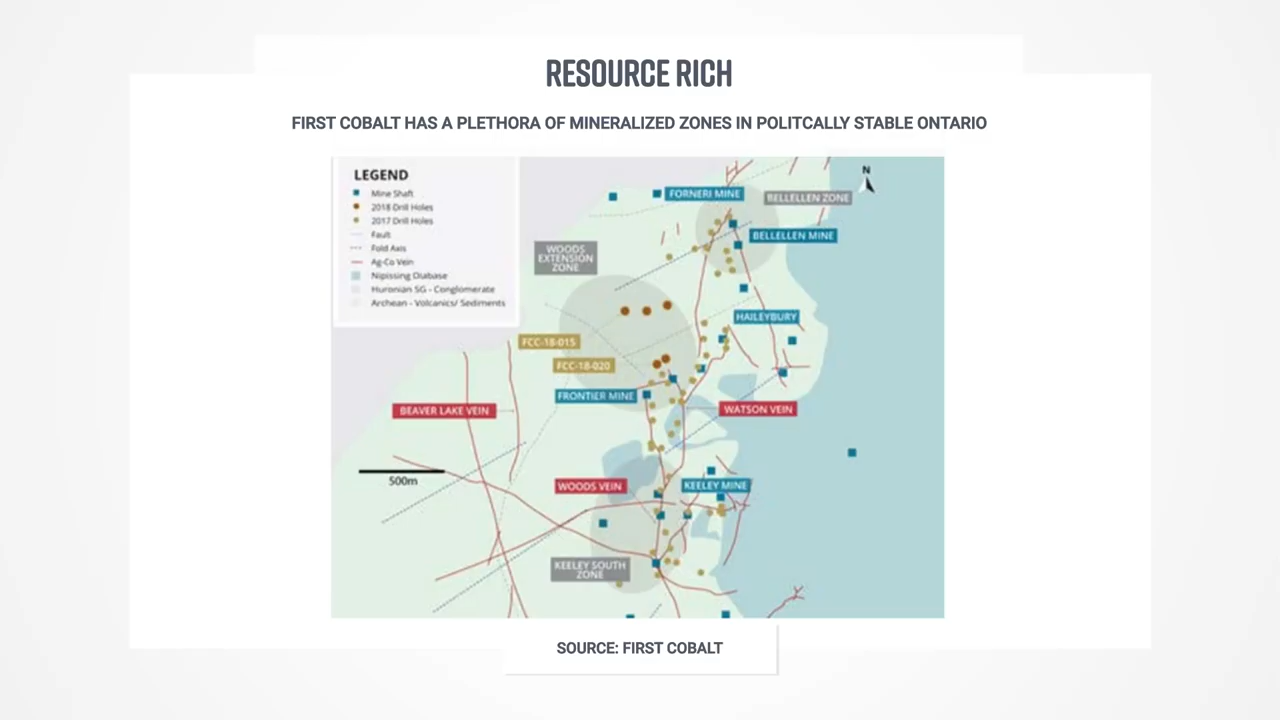 RESOURCE RICH
FIRST COBALT HAS A PLETHORA OF MINERALIZED ZONES IN POLITCALLY STABLE ONTARIO
LEGEND
Mine Shaft
2018 Drill Holes
2017 Drill Holes
Fault
Fold Axis
Ag-Co Vein
Nipissing Diabase
Huronian SG - Conglomerate
Archean - Volcanics/ Sediments
N
FORNERI MINE
BELLELLEN ZONE
BELLELLEN MINE
WOODS
EXTENSION
ZONE
HAILEYBURY
FCC-18-015
FCC-18-020
FRONTIER MINE
BEAVER LAKE VEIN
WATSON VEIN
500m
WOODS VEIN
KEELEY MINE
KEELEY SOUTH
ZONE
SOURCE: FIRST COBALT